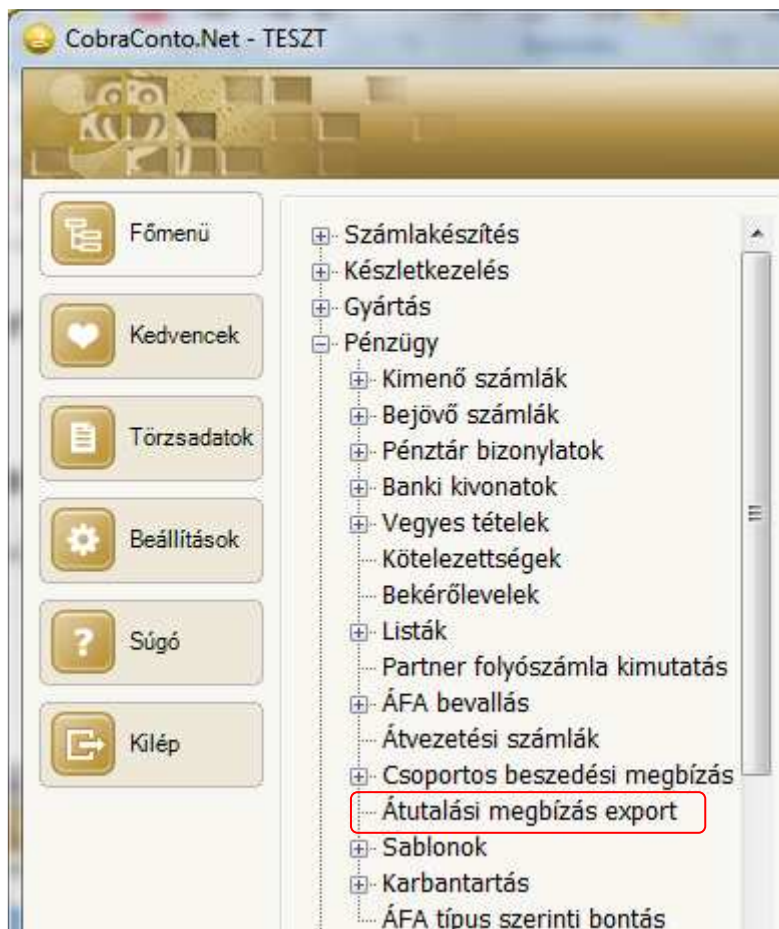 CobraConto.Net - TESZT
Főmenü
Kedvencek
Törzsadatok
Beállítások
Súgó
Kilép
Számlakészítés
Készletkezelés
Gyártás
Pénzügy
Kimenő számlák
Bejövő számlák
Pénztár bizonylatok
Banki kivonatok
Vegyes tételek
Kötelezettségek
Bekérőlevelek
Listák
Partner folyószámla kimutatás
ÁFA bevallás
Átvezetési számlák
Csoportos beszedési megbízás
Átutalási megbízás export
Sablonok
Karbantartás
ÁFA típus szerinti bontás